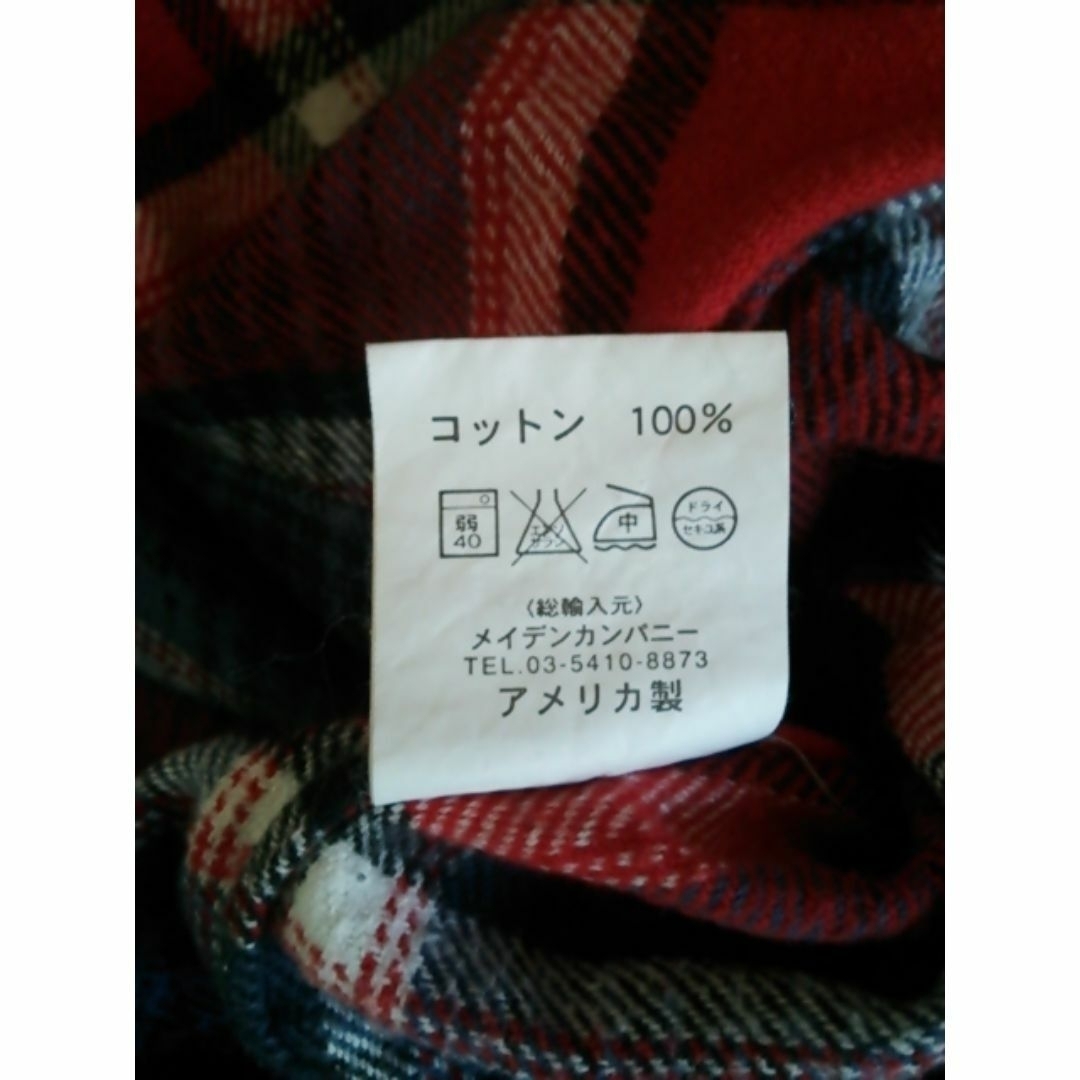 コットン 100%
弱 40 エンソ サラシ 中 ドライ セキユ系
〈総輸入元〉
メイデンカンパニー
TEL.03-5410-8873
アメリカ製